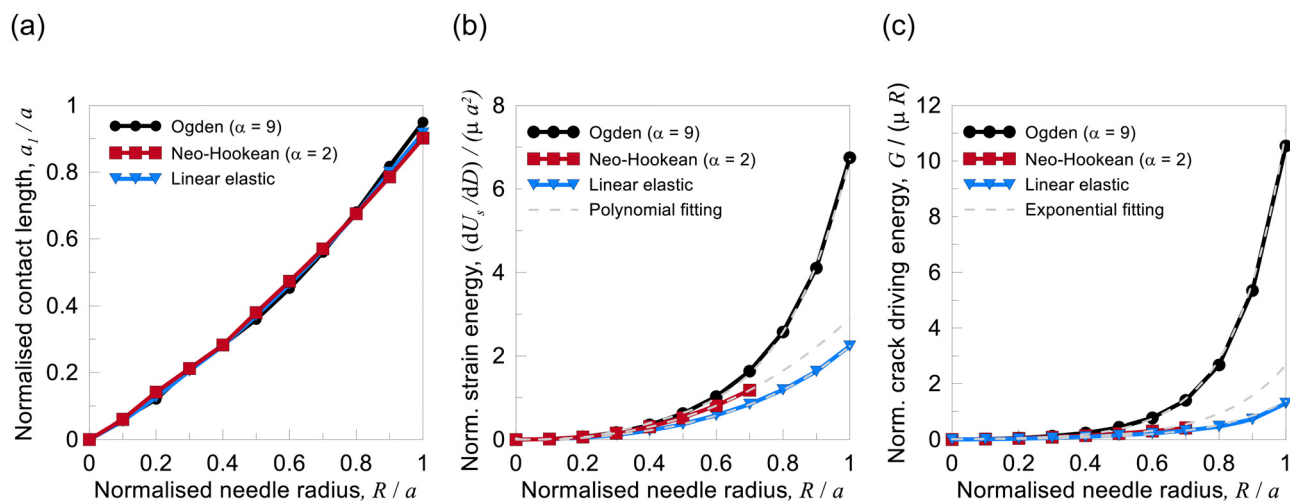 (a)
Normalised contact length, a₁ / a
1
0.8
0.6
0.4
0.2
0
Ogden (α = 9)
Neo-Hookean (α = 2)
Linear elastic
0 0.2 0.4 0.6 0.8 1
Normalised needle radius, R / a
(b)
Norm. strain energy, (dUₛ /dD) / (μ a²)
8
6
4
2
0
Ogden (α = 9)
Neo-Hookean (α = 2)
Linear elastic
Polynomial fitting
0 0.2 0.4 0.6 0.8 1
Normalised needle radius, R / a
(c)
Norm. crack driving energy, G / (μ R)
12
10
8
6
4
2
0
Ogden (α = 9)
Neo-Hookean (α = 2)
Linear elastic
Exponential fitting
0 0.2 0.4 0.6 0.8 1
Normalised needle radius, R / a